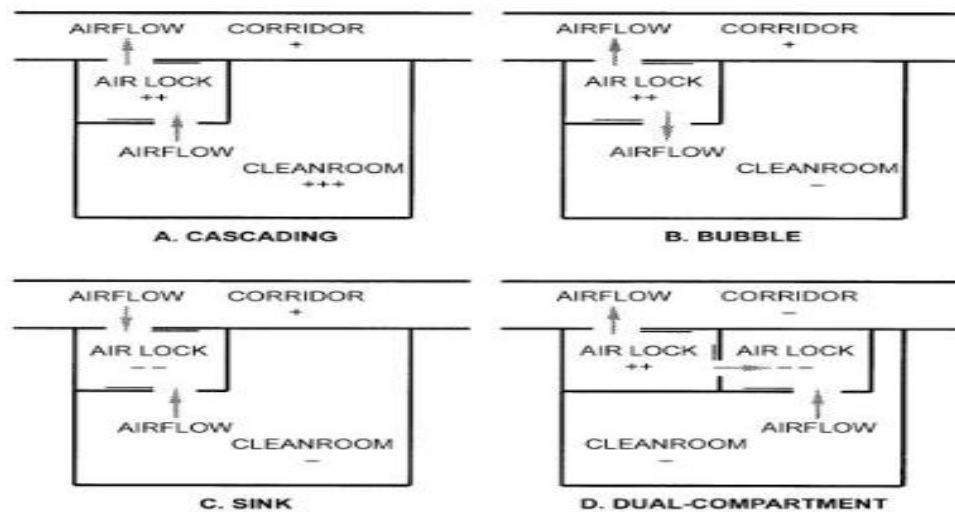 AIRFLOW CORRIDOR
+
AIR LOCK
++
AIRFLOW
CLEANROOM
+++
A. CASCADING
AIRFLOW CORRIDOR
+
AIR LOCK
++
AIRFLOW
CLEANROOM
–
B. BUBBLE
AIRFLOW CORRIDOR
+
AIR LOCK
– –
AIRFLOW
CLEANROOM
–
C. SINK
AIRFLOW CORRIDOR
–
AIR LOCK AIR LOCK
++ – –
AIRFLOW
CLEANROOM
–
D. DUAL-COMPARTMENT